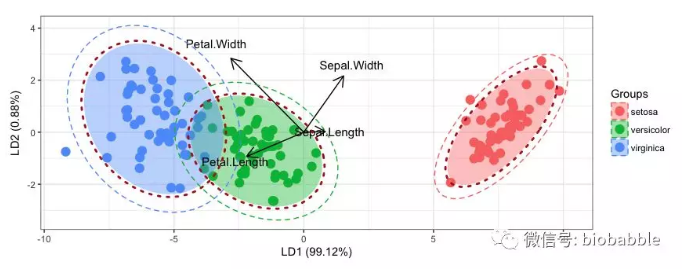 4
2
0
-2
LD2 (0.88%)
Petal.Width
Sepal.Width
Sepal.Length
Petal.Length
Groups
setosa
versicolor
virginica
-10
-5
0
5
LD1 (99.12%)
微信号: biobabble